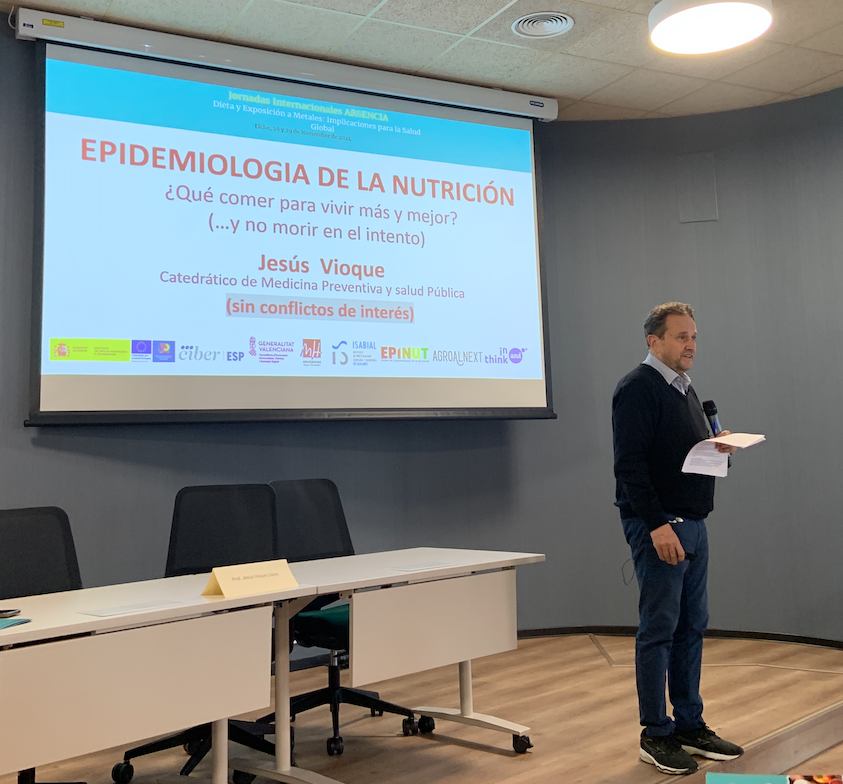 Jornadas Internacionales ARSENCIA
Dieta y Exposición a Metales: Implicaciones para la Salud
Global
EPIDEMIOLOGIA DE LA NUTRICIÓN
¿Qué comer para vivir más y mejor?
(...y no morir en el intento)
Jesús Vioque
Catedrático de Medicina Preventiva y salud Pública
(sin conflictos de interés)
ciber ESP
GENERALITAT
VALENCIANA
ISABIAL
EPINUT
AGROALNEXT
in
think